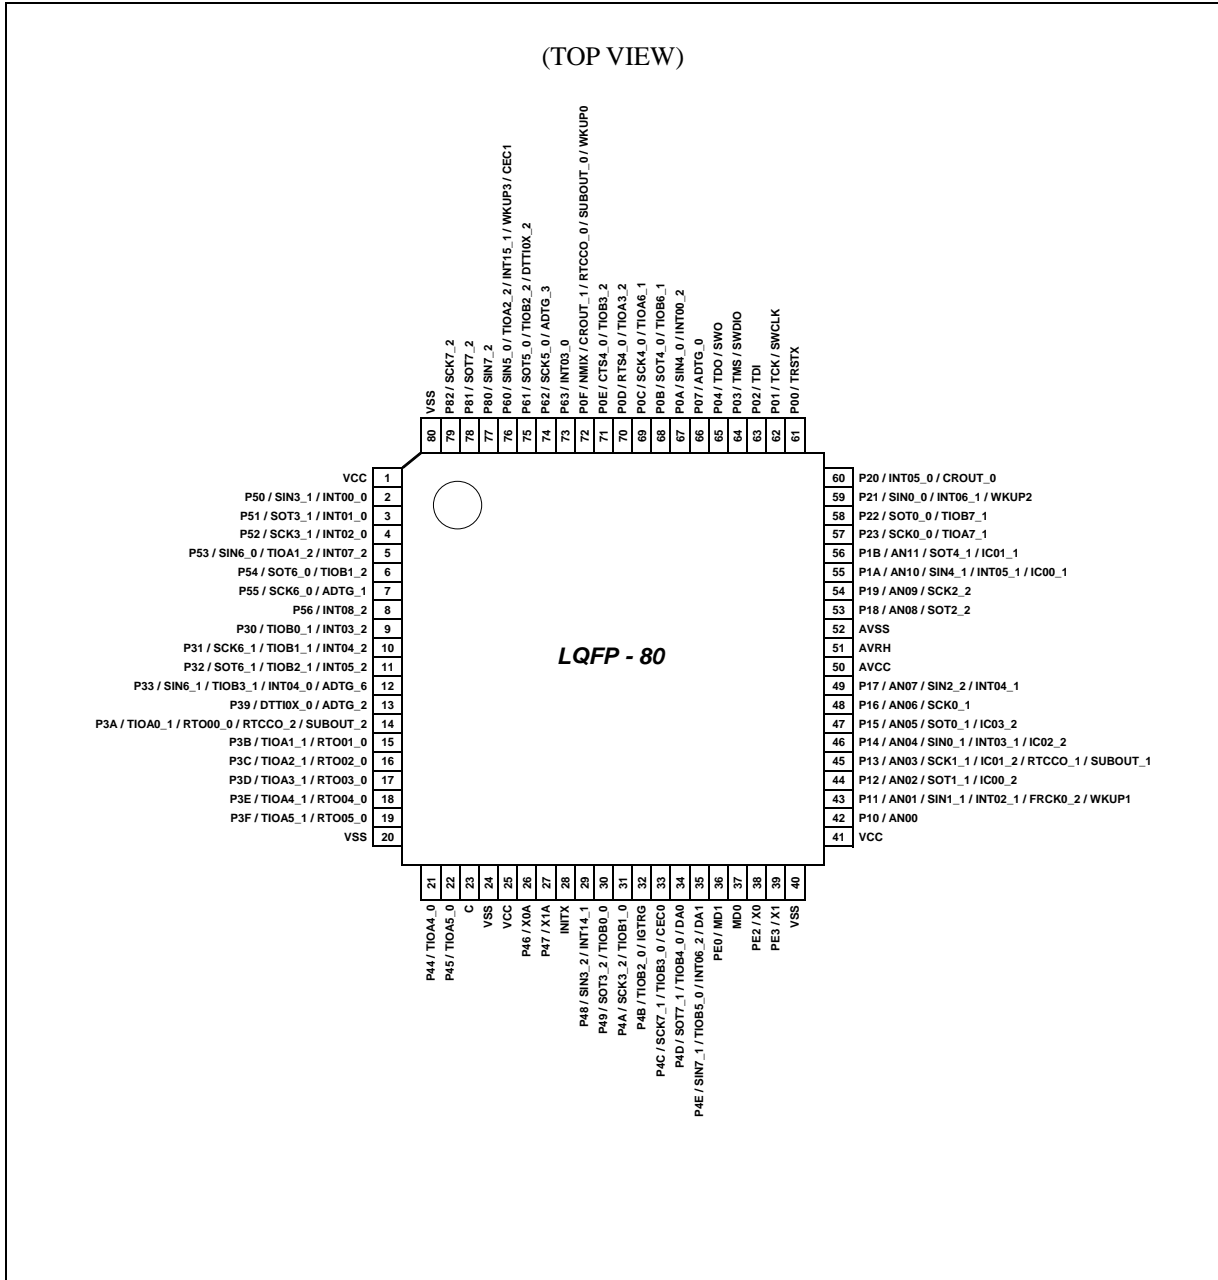 (TOP VIEW)
VSS
P82 / SCK7_2
P81 / SOT7_2
P80 / SIN7_2
P60 / SIN5_0 / TIOA2_2 / INT15_1 / WKUP3 / CEC1
P61 / SOT5_0 / TIOB2_2 / DTTI0X_2
P62 / SCK5_0 / ADTG_3
P63 / INT03_0
P0F / NMIX / CROUT_1 / RTCCO_0 / SUBOUT_0 / WKUP0
P0E / CTS4_0 / TIOB3_2
P0D / RTS4_0 / TIOA3_2
P0C / SCK4_0 / TIOA6_1
P0B / SOT4_0 / TIOB6_1
P0A / SIN4_0 / INT00_2
P07 / ADTG_0
P04 / TDO / SWO
P03 / TMS / SWDIO
P02 / TDI
P01 / TCK / SWCLK
P00 / TRSTX
80 79 78 77 76 75 74 73 72 71 70 69 68 67 66 65 64 63 62 61
VCC 1
P50 / SIN3_1 / INT00_0 2
P51 / SOT3_1 / INT01_0 3
P52 / SCK3_1 / INT02_0 4
P53 / SIN6_0 / TIOA1_2 / INT07_2 5
P54 / SOT6_0 / TIOB1_2 6
P55 / SCK6_0 / ADTG_1 7
P56 / INT08_2 8
P30 / TIOB0_1 / INT03_2 9
P31 / SCK6_1 / TIOB1_1 / INT04_2 10
P32 / SOT6_1 / TIOB2_1 / INT05_2 11
P33 / SIN6_1 / TIOB3_1 / INT04_0 / ADTG_6 12
P39 / DTTI0X_0 / ADTG_2 13
P3A / TIOA0_1 / RTO00_0 / RTCCO_2 / SUBOUT_2 14
P3B / TIOA1_1 / RTO01_0 15
P3C / TIOA2_1 / RTO02_0 16
P3D / TIOA3_1 / RTO03_0 17
P3E / TIOA4_1 / RTO04_0 18
P3F / TIOA5_1 / RTO05_0 19
VSS 20
LQFP - 80
60 P20 / INT05_0 / CROUT_0
59 P21 / SIN0_0 / INT06_1 / WKUP2
58 P22 / SOT0_0 / TIOB7_1
57 P23 / SCK0_0 / TIOA7_1
56 P1B / AN11 / SOT4_1 / IC01_1
55 P1A / AN10 / SIN4_1 / INT05_1 / IC00_1
54 P19 / AN09 / SCK2_2
53 P18 / AN08 / SOT2_2
52 AVSS
51 AVRH
50 AVCC
49 P17 / AN07 / SIN2_2 / INT04_1
48 P16 / AN06 / SCK0_1
47 P15 / AN05 / SOT0_1 / IC03_2
46 P14 / AN04 / SIN0_1 / INT03_1 / IC02_2
45 P13 / AN03 / SCK1_1 / IC01_2 / RTCCO_1 / SUBOUT_1
44 P12 / AN02 / SOT1_1 / IC00_2
43 P11 / AN01 / SIN1_1 / INT02_1 / FRCK0_2 / WKUP1
42 P10 / AN00
41 VCC
21 22 23 24 25 26 27 28 29 30 31 32 33 34 35 36 37 38 39 40
P44 / TIOA4_0
P45 / TIOA5_0
C
VSS
VCC
P46 / X0A
P47 / X1A
INITX
P48 / SIN3_2 / INT14_1
P49 / SOT3_2 / TIOB0_0
P4A / SCK3_2 / TIOB1_0
P4B / TIOB2_0 / IGTRG
P4C / SCK7_1 / TIOB3_0 / CEC0
P4D / SOT7_1 / TIOB4_0 / DA0
P4E / SIN7_1 / TIOB5_0 / INT06_2 / DA1
PE0 / MD1
MD0
PE2 / X0
PE3 / X1
VSS